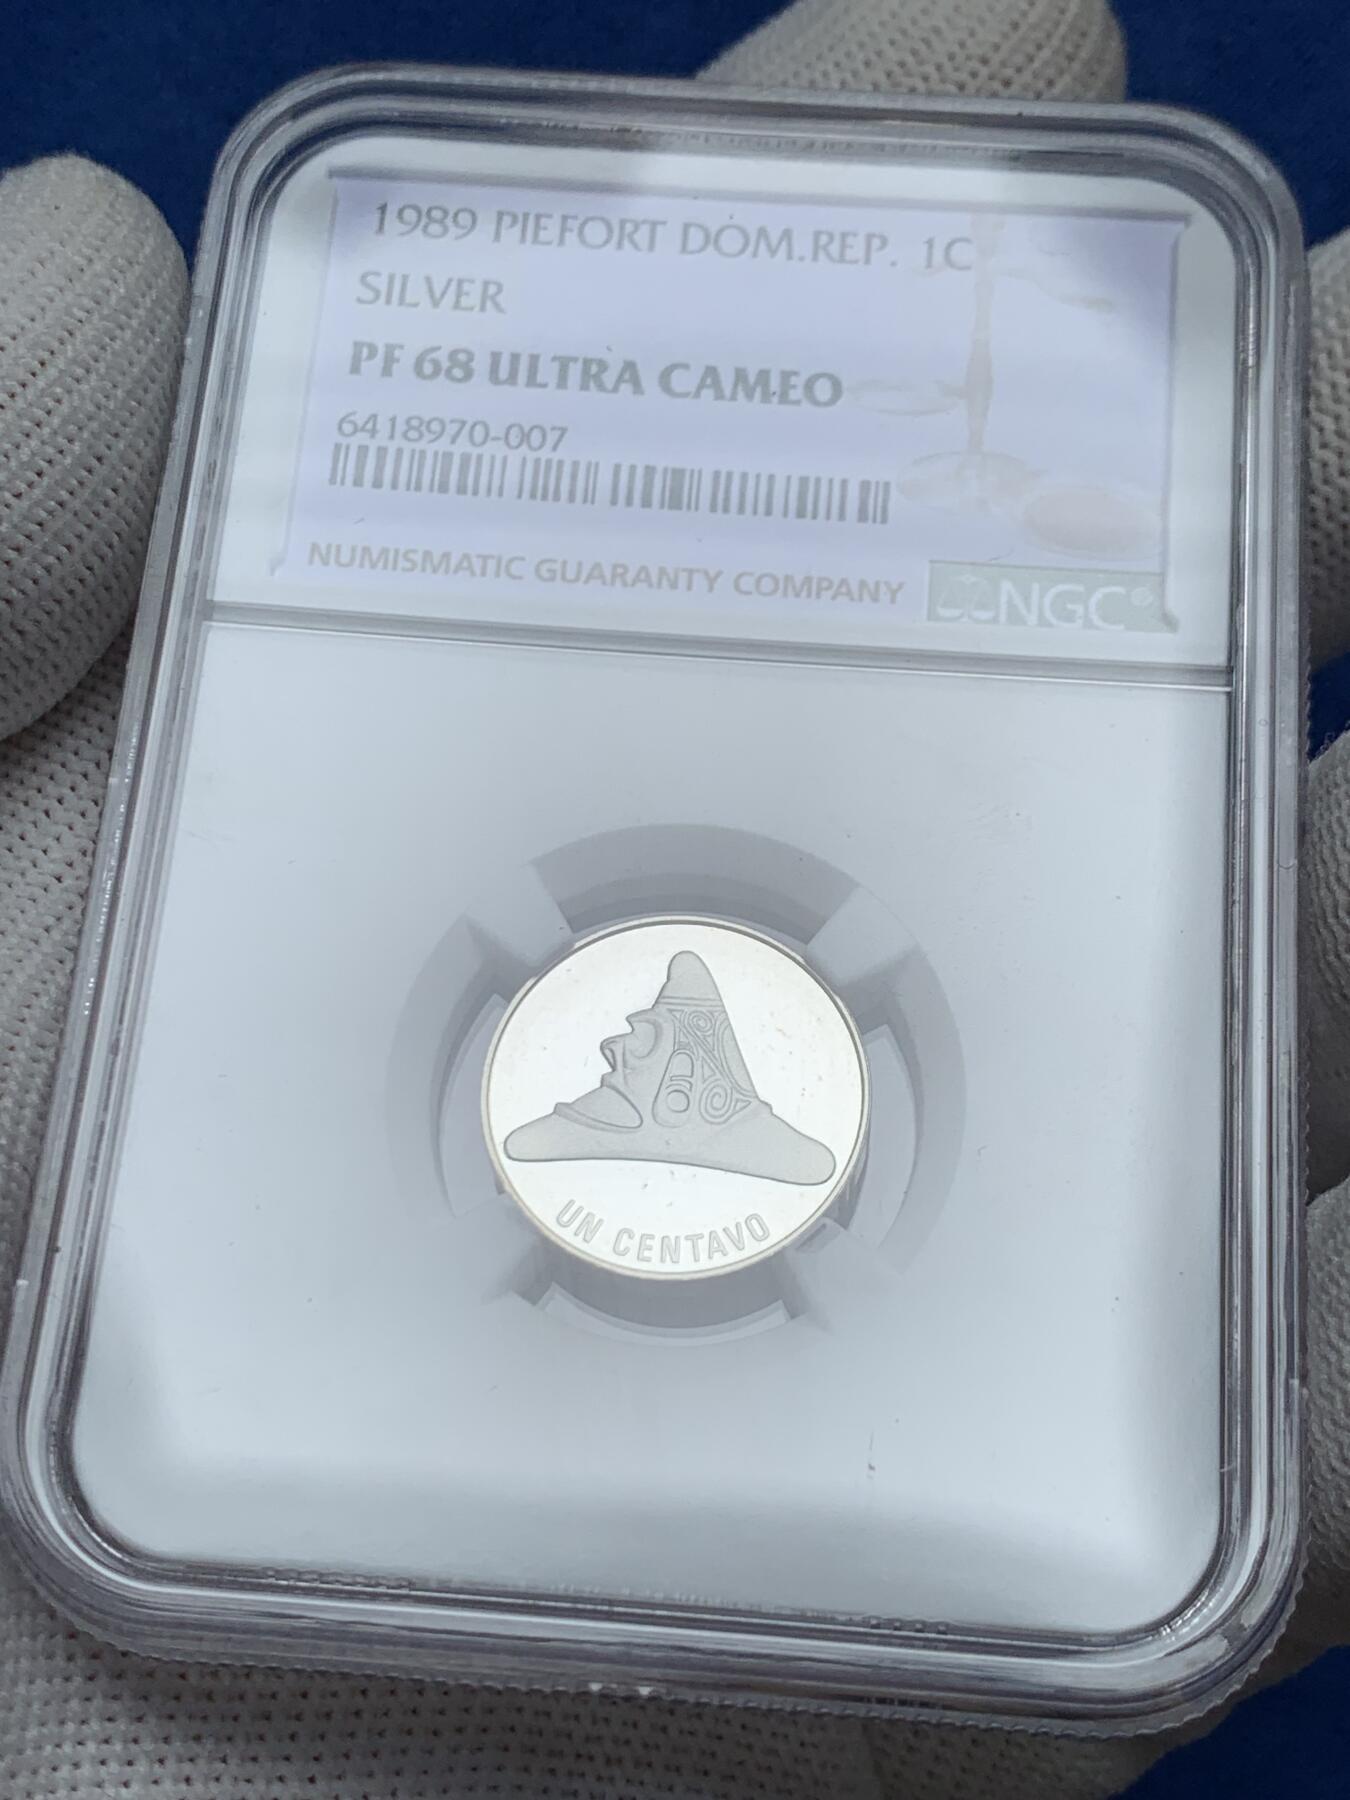 1989 PIEFORT DOM.REP. 1C
SILVER
PF 68 ULTRA CAMEO
6418970-007
NUMISMATIC GUARANTY COMPANY
NGC®
UN CENTAVO